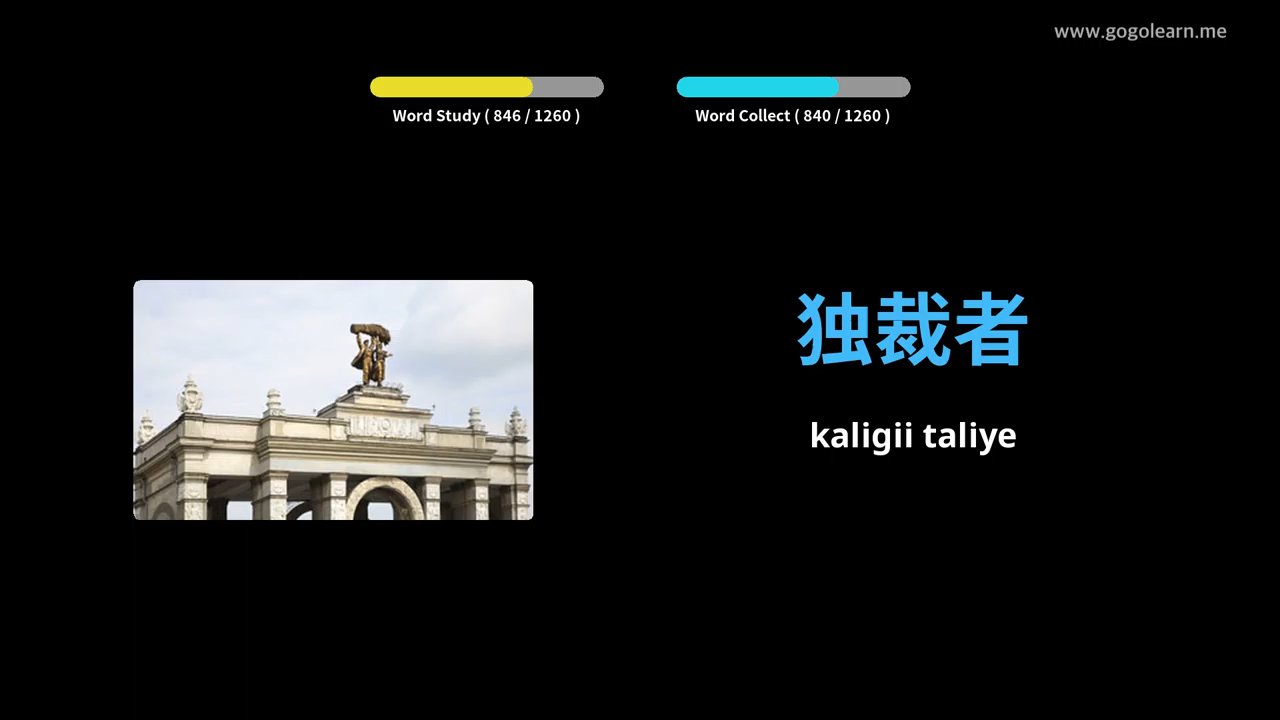 www.gogolearn.me
Word Study ( 846 / 1260 )
Word Collect ( 840 / 1260 )
独裁者
kaligii taliye